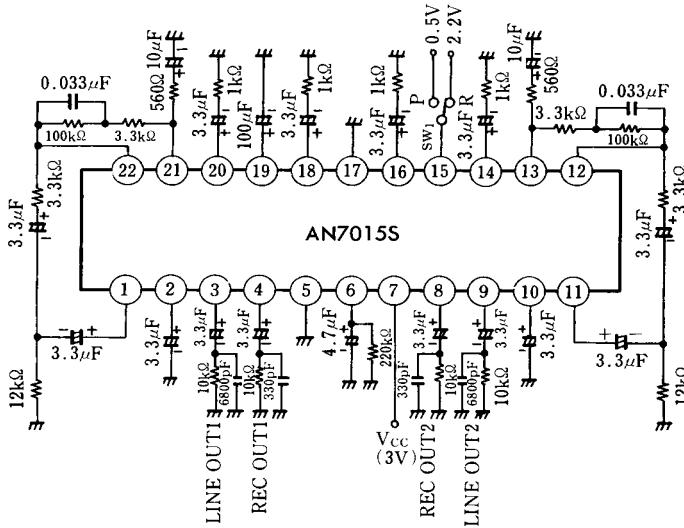 0.5V
2.2V
10μF
560Ω
0.033μF
100kΩ
3.3kΩ
3.3μF
1kΩ
100μF
3.3μF
1kΩ
3.3μF
1kΩ
P
R
SW1
3.3μF
1kΩ
10μF
560Ω
3.3kΩ
0.033μF
100kΩ
22
21
20
19
18
17
16
15
14
13
12
3.3kΩ
3.3μF
3.3kΩ
3.3μF
AN7015S
1
2
3
4
5
6
7
8
9
10
11
3.3μF
3.3μF
3.3μF
3.3μF
4.7μF
220kΩ
3.3μF
3.3μF
3.3μF
3.3μF
12kΩ
10kΩ
6800pF
10kΩ
330pF
330pF
10kΩ
6800pF
10kΩ
12kΩ
VCC
(3V)
LINE OUT1
REC OUT1
REC OUT2
LINE OUT2